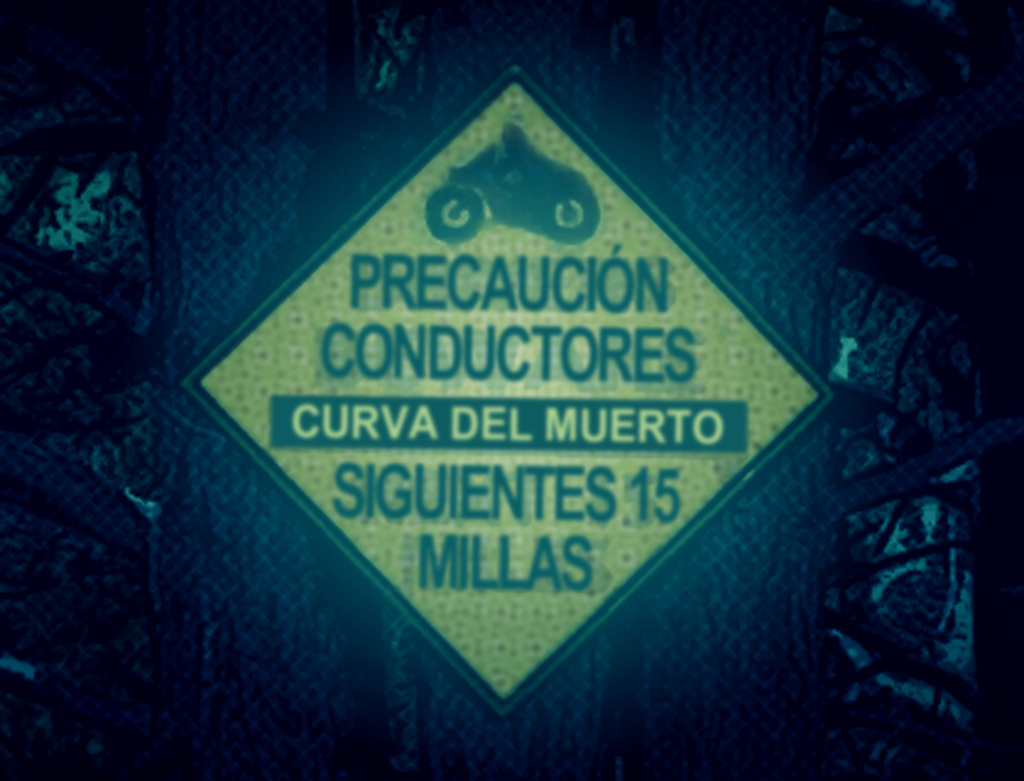 PRECAUCIÓN
CONDUCTORES
CURVA DEL MUERTO
SIGUIENTES 15
MILLAS